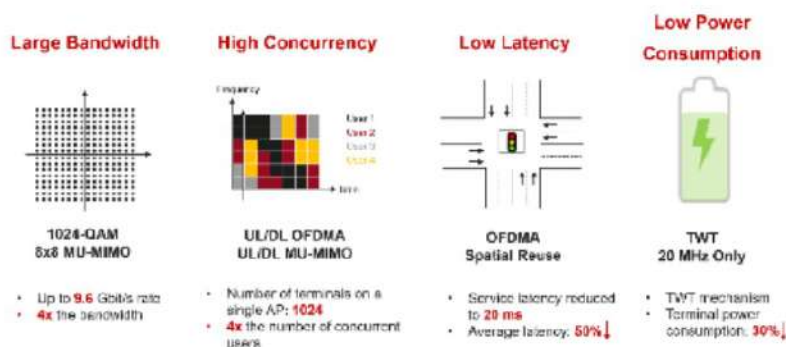 Large Bandwidth
1024-QAM
8x8 MU-MIMO
• Up to 9.6 Gbit/s rate
• 4x the bandwidth
High Concurrency
Frequency
User 1
User 2
User 3
User 4
Time
UL/DL OFDMA
UL/DL MU-MIMO
• Number of terminals on a
single AP: 1024
• 4x the number of concurrent
users
Low Latency
OFDMA
Spatial Reuse
• Service latency reduced
to 20 ms
• Average latency: 50%↓
Low Power
Consumption
TWT
20 MHz Only
• TWT mechanism
• Terminal power
consumption: 30%↓